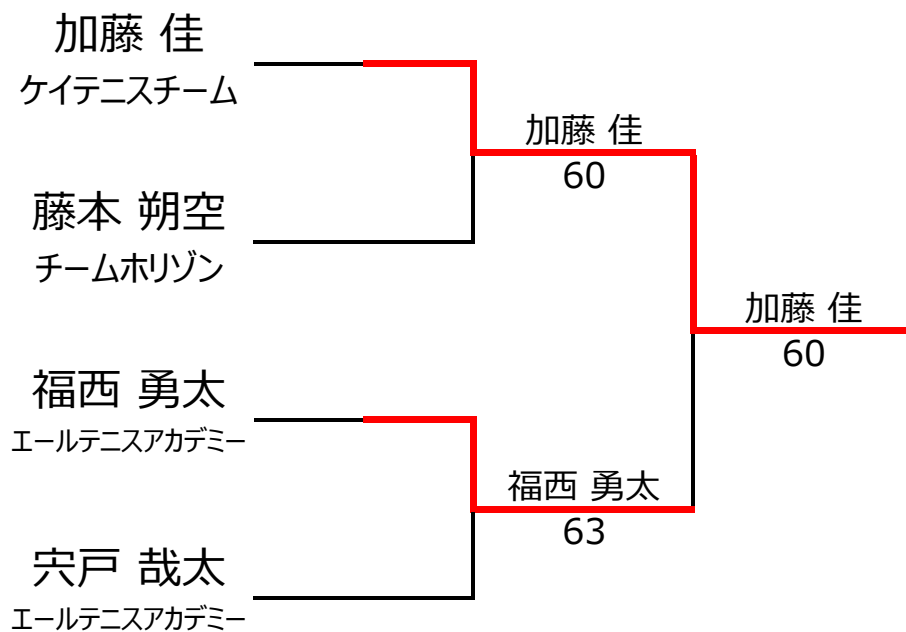 加藤 佳
ケイテニスチーム
加藤 佳
60
藤本 朔空
チームホリゾン
加藤 佳
60
福西 勇太
エールテニスアカデミー
福西 勇太
63
宍戸 哉太
エールテニスアカデミー